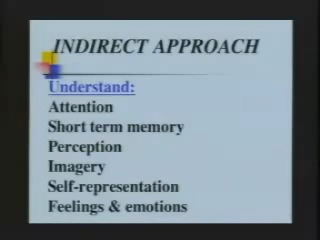 INDIRECT APPROACH
Understand:
Attention
Short term memory
Perception
Imagery
Self-representation
Feelings & emotions